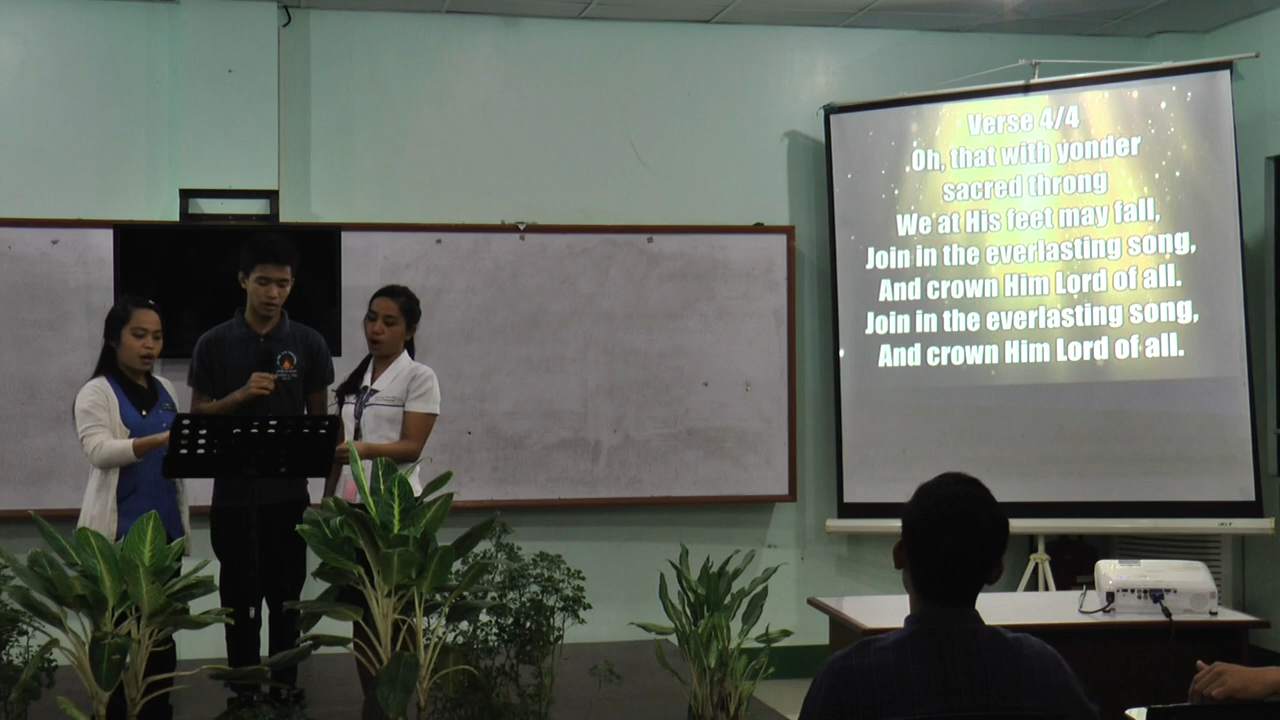 Verse 4/4
Oh, that with yonder
sacred throng
We at His feet may fall,
Join in the everlasting song,
And crown Him Lord of all.
Join in the everlasting song,
And crown Him Lord of all.